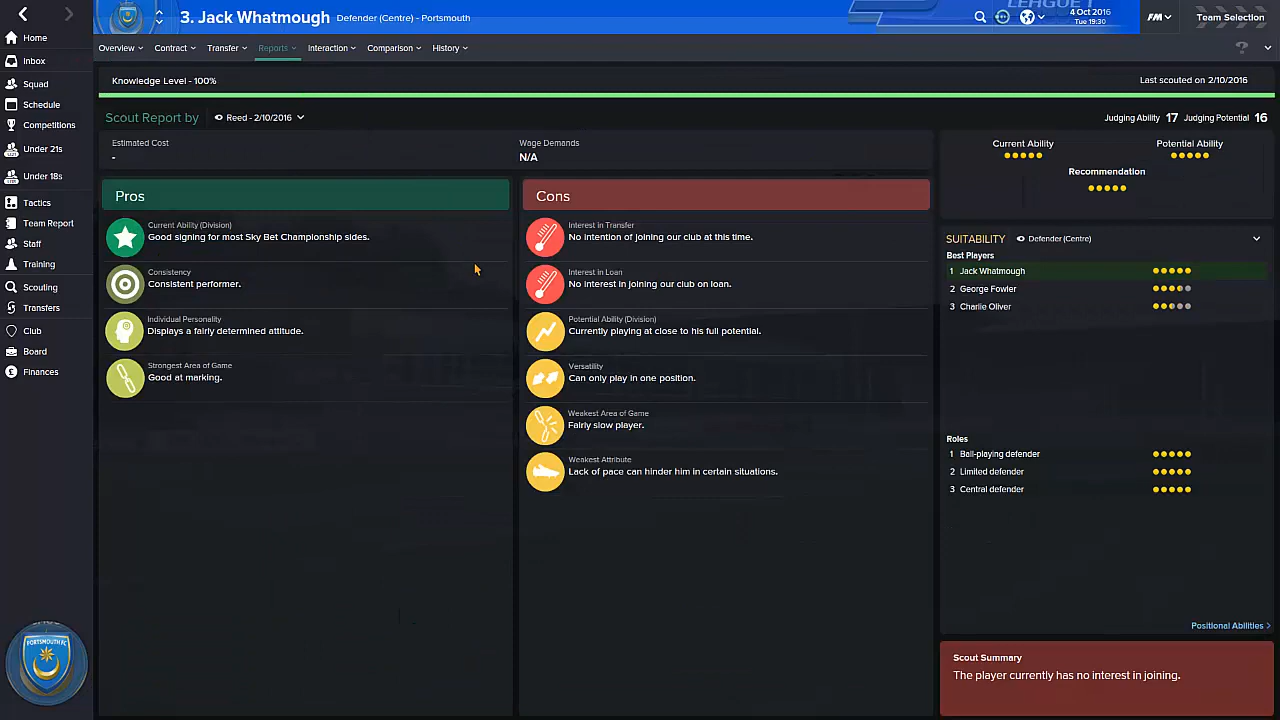 3. Jack Whatmough Defender (Centre) - Portsmouth
LEAGUE 1
4 Oct 2016
Tue 19:30
FM
Team Selection
Home
Inbox
Squad
Schedule
Competitions
Under 21s
Under 18s
Tactics
Team Report
Staff
Training
Scouting
Transfers
Club
Board
Finances
PORTSMOUTH FC
Overview Contract Transfer Reports Interaction Comparison History
?
Knowledge Level - 100%
Last scouted on 2/10/2016
Scout Report by Reed - 2/10/2016
Judging Ability 17 Judging Potential 16
Estimated Cost
-
Wage Demands
N/A
Pros
Current Ability (Division)
Good signing for most Sky Bet Championship sides.
Consistency
Consistent performer.
Individual Personality
Displays a fairly determined attitude.
Strongest Area of Game
Good at marking.
Cons
Interest in Transfer
No intention of joining our club at this time.
Interest in Loan
No interest in joining our club on loan.
Potential Ability (Division)
Currently playing at close to his full potential.
Versatility
Can only play in one position.
Weakest Area of Game
Fairly slow player.
Weakest Attribute
Lack of pace can hinder him in certain situations.
Current Ability
Potential Ability
Recommendation
SUITABILITY Defender (Centre)
Best Players
1 Jack Whatmough
2 George Fowler
3 Charlie Oliver
Roles
1 Ball-playing defender
2 Limited defender
3 Central defender
Positional Abilities >
Scout Summary
The player currently has no interest in joining.